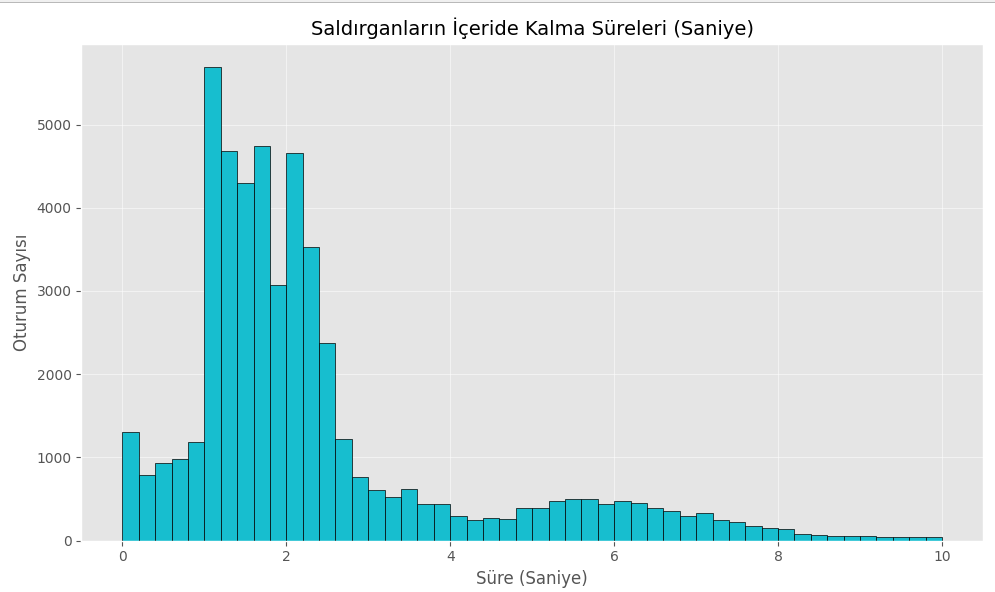 Saldırganların İçeride Kalma Süreleri (Saniye)
Oturum Sayısı
5000
4000
3000
2000
1000
0
0 2 4 6 8 10
Süre (Saniye)